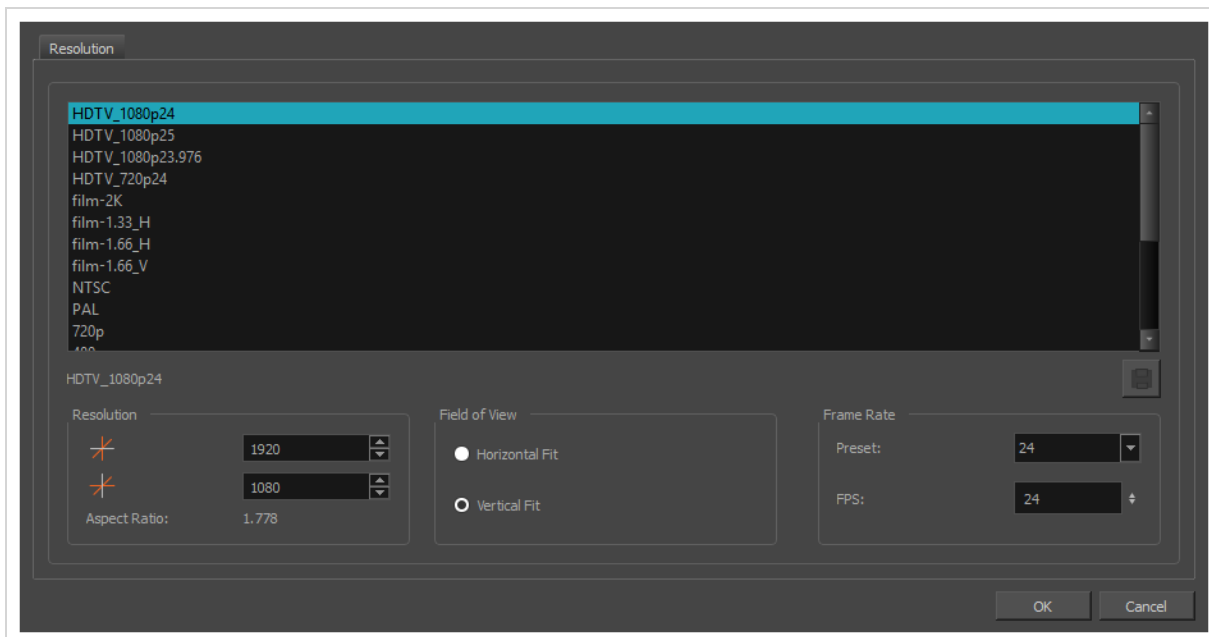 Resolution
HDTV_1080p24
HDTV_1080p25
HDTV_1080p23.976
HDTV_720p24
film-2K
film-1.33_H
film-1.66_H
film-1.66_V
NTSC
PAL
720p
HDTV_1080p24
Resolution
1920
1080
Aspect Ratio: 1.778
Field of View
Horizontal Fit
Vertical Fit
Frame Rate
Preset: 24
FPS: 24
OK Cancel